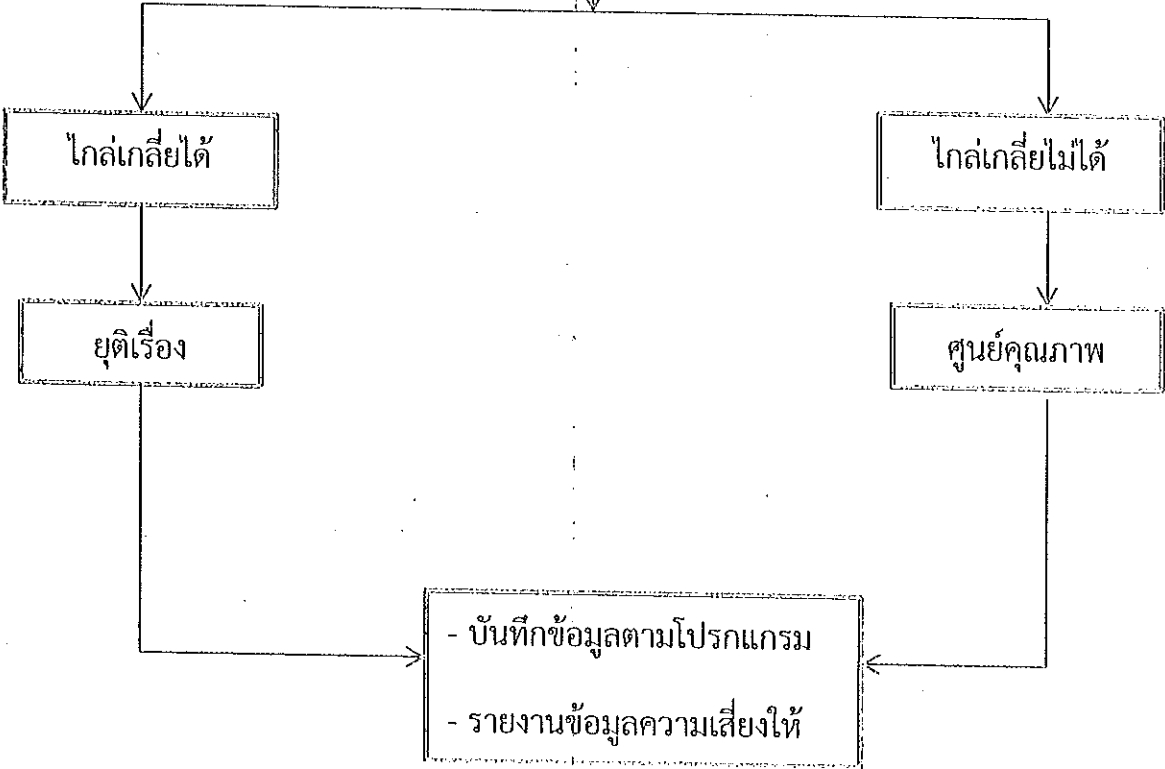 ไกล่เกลี่ยได้
ไกล่เกลี่ยไม่ได้
ยุติเรื่อง
ศูนย์คุณภาพ
- บันทึกข้อมูลตามโปรกแกรม
- รายงานข้อมูลความเสี่ยงให้